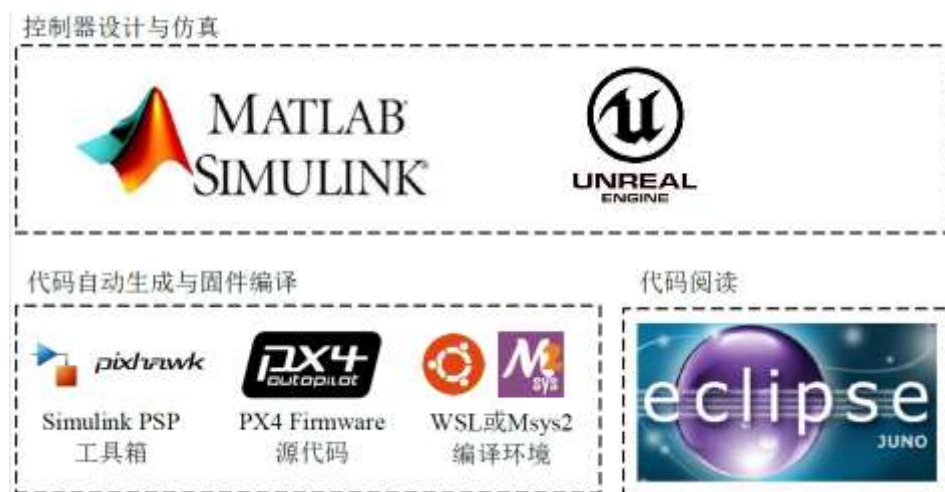 控制器设计与仿真
MATLAB
SIMULINK®
UNREAL
ENGINE
代码自动生成与固件编译
代码阅读
pixhawk
PX4
autopilot
M2
sys
Simulink PSP
工具箱
PX4 Firmware
源代码
WSL或Msys2
编译环境
eclipse
JUNO